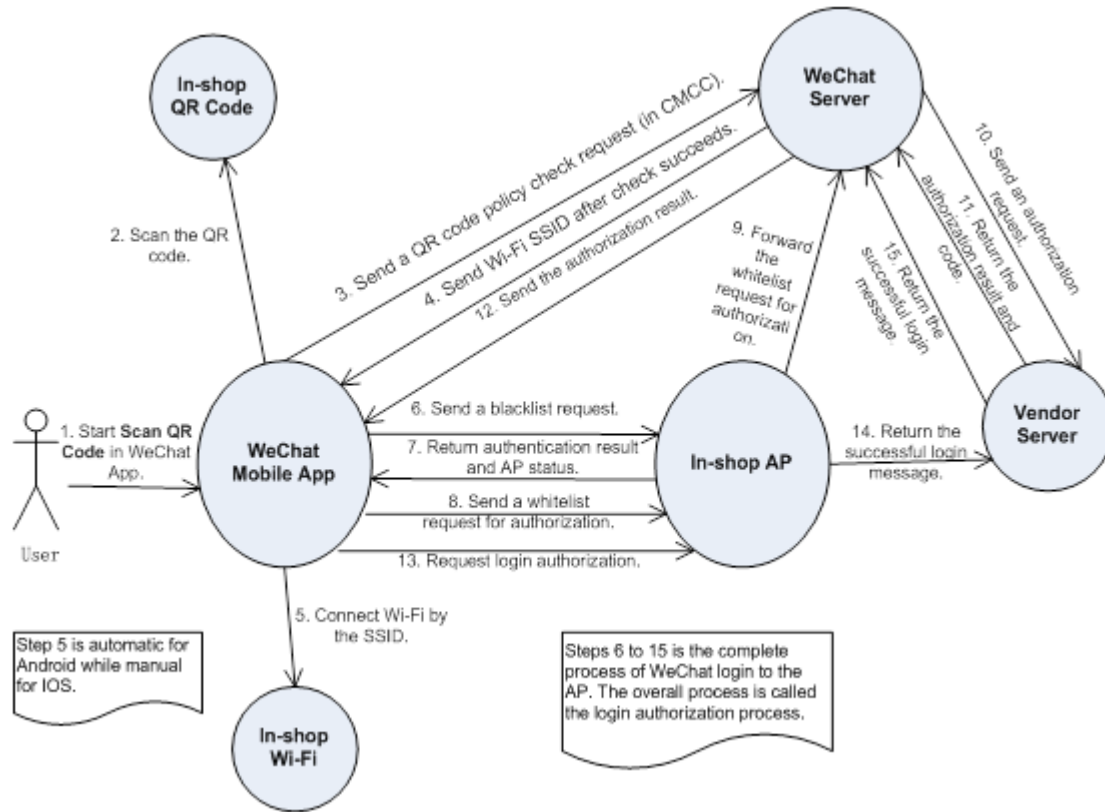 In-shop
QR Code
WeChat
Server
2. Scan the QR
code.
3. Send a QR code policy check request (in CMCC).
4. Send Wi-Fi SSID after check succeeds.
12. Send the authorization result.
9. Forward
the
whitelist
request for
authorizati
on.
10. Send an authorization
request.
11. Return the
authorization result and
code.
15. Return the
successful login
message.
User
1. Start Scan QR
Code in WeChat
App.
WeChat
Mobile App
6. Send a blacklist request.
7. Return authentication result
and AP status.
8. Send a whitelist
request for authorization.
13. Request login authorization.
In-shop AP
14. Return the
successful login
message.
Vendor
Server
5. Connect Wi-Fi by
the SSID.
In-shop
Wi-Fi
Step 5 is automatic for
Android while manual
for IOS.
Steps 6 to 15 is the complete
process of WeChat login to the
AP. The overall process is called
the login authorization process.